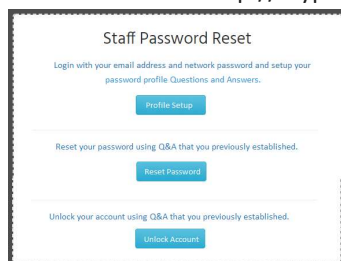 Staff Password Reset
Login with your email address and network password and setup your
password profile Questions and Answers.
Profile Setup
Reset your password using Q&A that you previously established.
Reset Password
Unlock your account using Q&A that you previously established.
Unlock Account